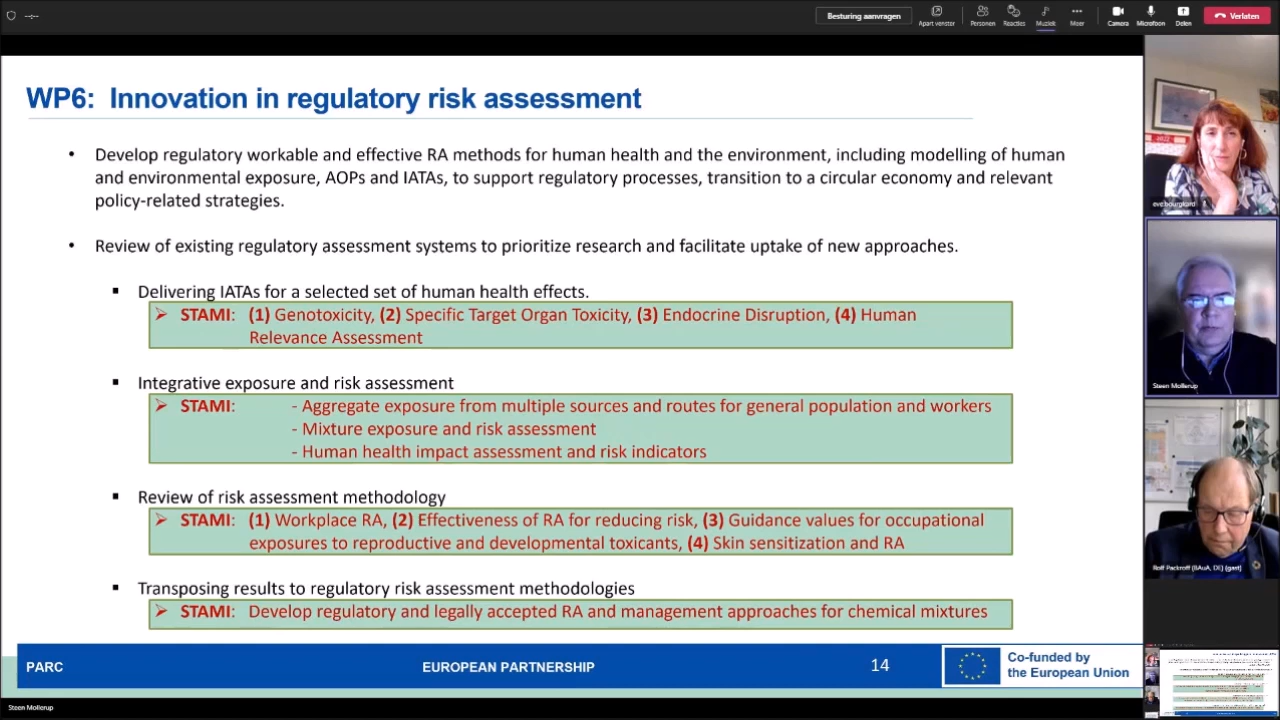 Besturing aanvragen
Apart venster
Personen
Reacties
Muziek
Meer
Camera
Microfoon
Delen
Verlaten
WP6: Innovation in regulatory risk assessment
• Develop regulatory workable and effective RA methods for human health and the environment, including modelling of human
and environmental exposure, AOPs and IATAs, to support regulatory processes, transition to a circular economy and relevant
policy-related strategies.
• Review of existing regulatory assessment systems to prioritize research and facilitate uptake of new approaches.
▪ Delivering IATAs for a selected set of human health effects.
➢ STAMI: (1) Genotoxicity, (2) Specific Target Organ Toxicity, (3) Endocrine Disruption, (4) Human
Relevance Assessment
▪ Integrative exposure and risk assessment
➢ STAMI: - Aggregate exposure from multiple sources and routes for general population and workers
- Mixture exposure and risk assessment
- Human health impact assessment and risk indicators
▪ Review of risk assessment methodology
➢ STAMI: (1) Workplace RA, (2) Effectiveness of RA for reducing risk, (3) Guidance values for occupational
exposures to reproductive and developmental toxicants, (4) Skin sensitization and RA
▪ Transposing results to regulatory risk assessment methodologies
➢ STAMI: Develop regulatory and legally accepted RA and management approaches for chemical mixtures
PARC
EUROPEAN PARTNERSHIP
14
Co-funded by
the European Union
Steen Mollerup
eve bourgkard
Steen Mollerup
Rolf Packroff (BAuA, DE) (gast)